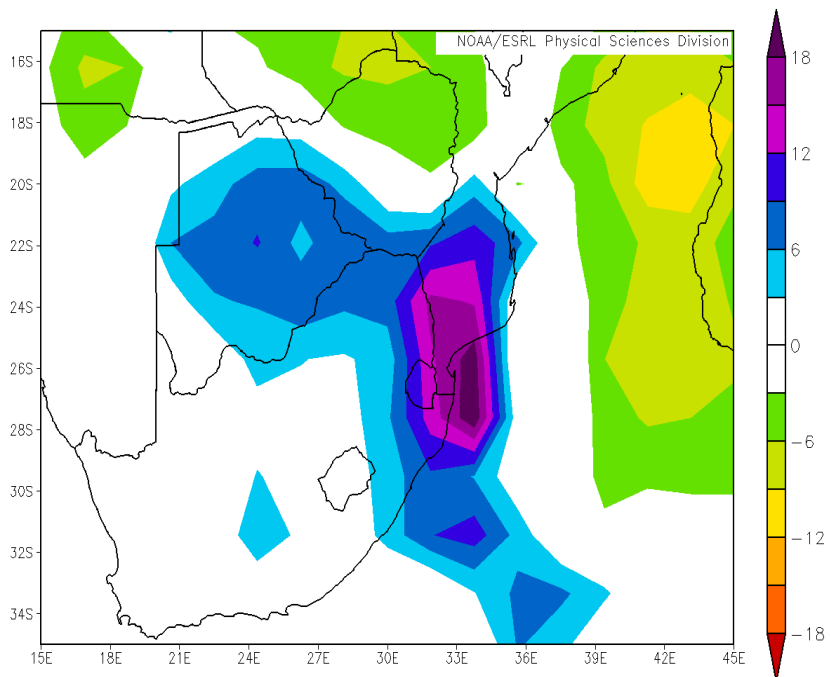 NOAA/ESRL Physical Sciences Division
16S
18S
20S
22S
24S
26S
28S
30S
32S
34S
15E 18E 21E 24E 27E 30E 33E 36E 39E 42E 45E
18
12
6
0
-6
-12
-18